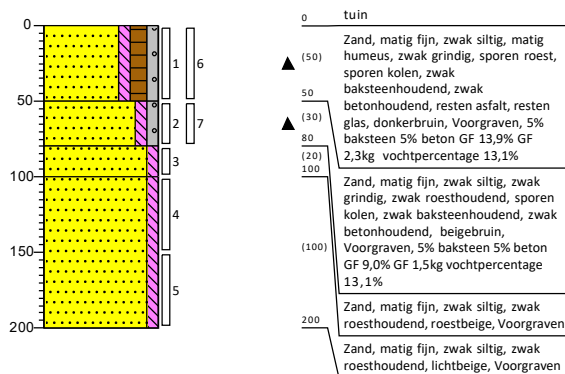 0
50
100
150
200
1
6
2
7
3
4
5
0
tuin
(50)
Zand, matig fijn, zwak siltig, matig
humeus, zwak grindig, sporen roest,
sporen kolen, zwak
baksteenhoudend, zwak
betonhoudend, resten asfalt, resten
glas, donkerbruin, Voorgraven, 5%
baksteen 5% beton GF 13,9% GF
2,3kg vochtpercentage 13,1%
50
(30)
80
(20)
100
Zand, matig fijn, zwak siltig, zwak
grindig, zwak roesthoudend, sporen
kolen, zwak baksteenhoudend, zwak
betonhoudend, beigebruin,
Voorgraven, 5% baksteen 5% beton
GF 9,0% GF 1,5kg vochtpercentage
13,1%
(100)
Zand, matig fijn, zwak siltig, zwak
roesthoudend, roestbeige, Voorgraven
200
Zand, matig fijn, zwak siltig, zwak
roesthoudend, lichtbeige, Voorgraven